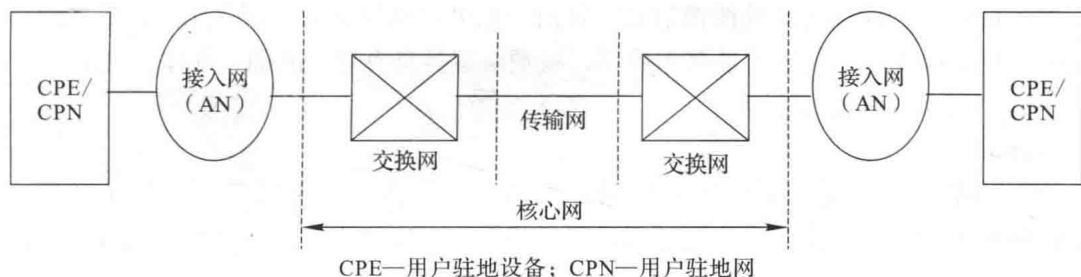 CPE/
CPN
接入网
（AN）
交换网
传输网
交换网
接入网
（AN）
CPE/
CPN
核心网
CPE—用户驻地设备；CPN—用户驻地网